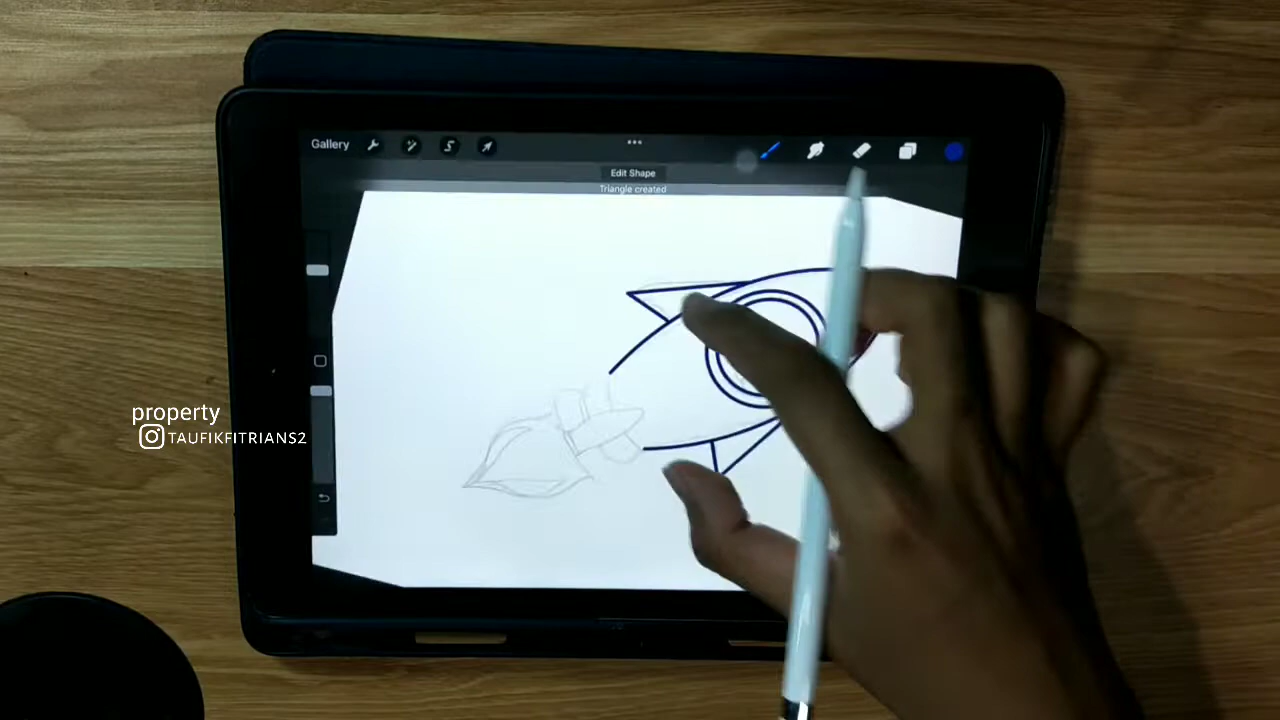 Gallery
Edit Shape
Triangle created
property
TAUFIKFITRIANS2